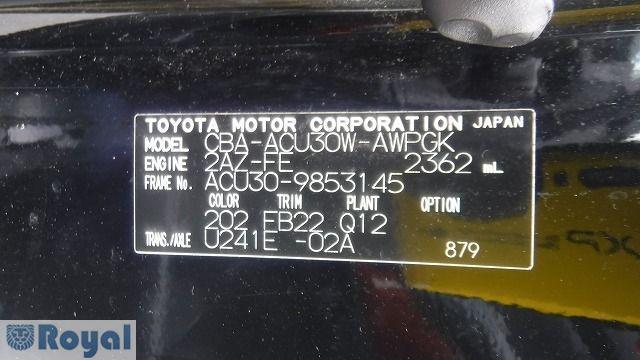 TOYOTA MOTOR CORPORATION JAPAN
MODEL CBA-ACU30W-AWPGK
ENGINE 2AZ-FE 2362 mL
FRAME No. ACU30-9853145
COLOR TRIM PLANT OPTION
202 FB22 Q12
TRANS./AXLE U241E -02A 879
Royal